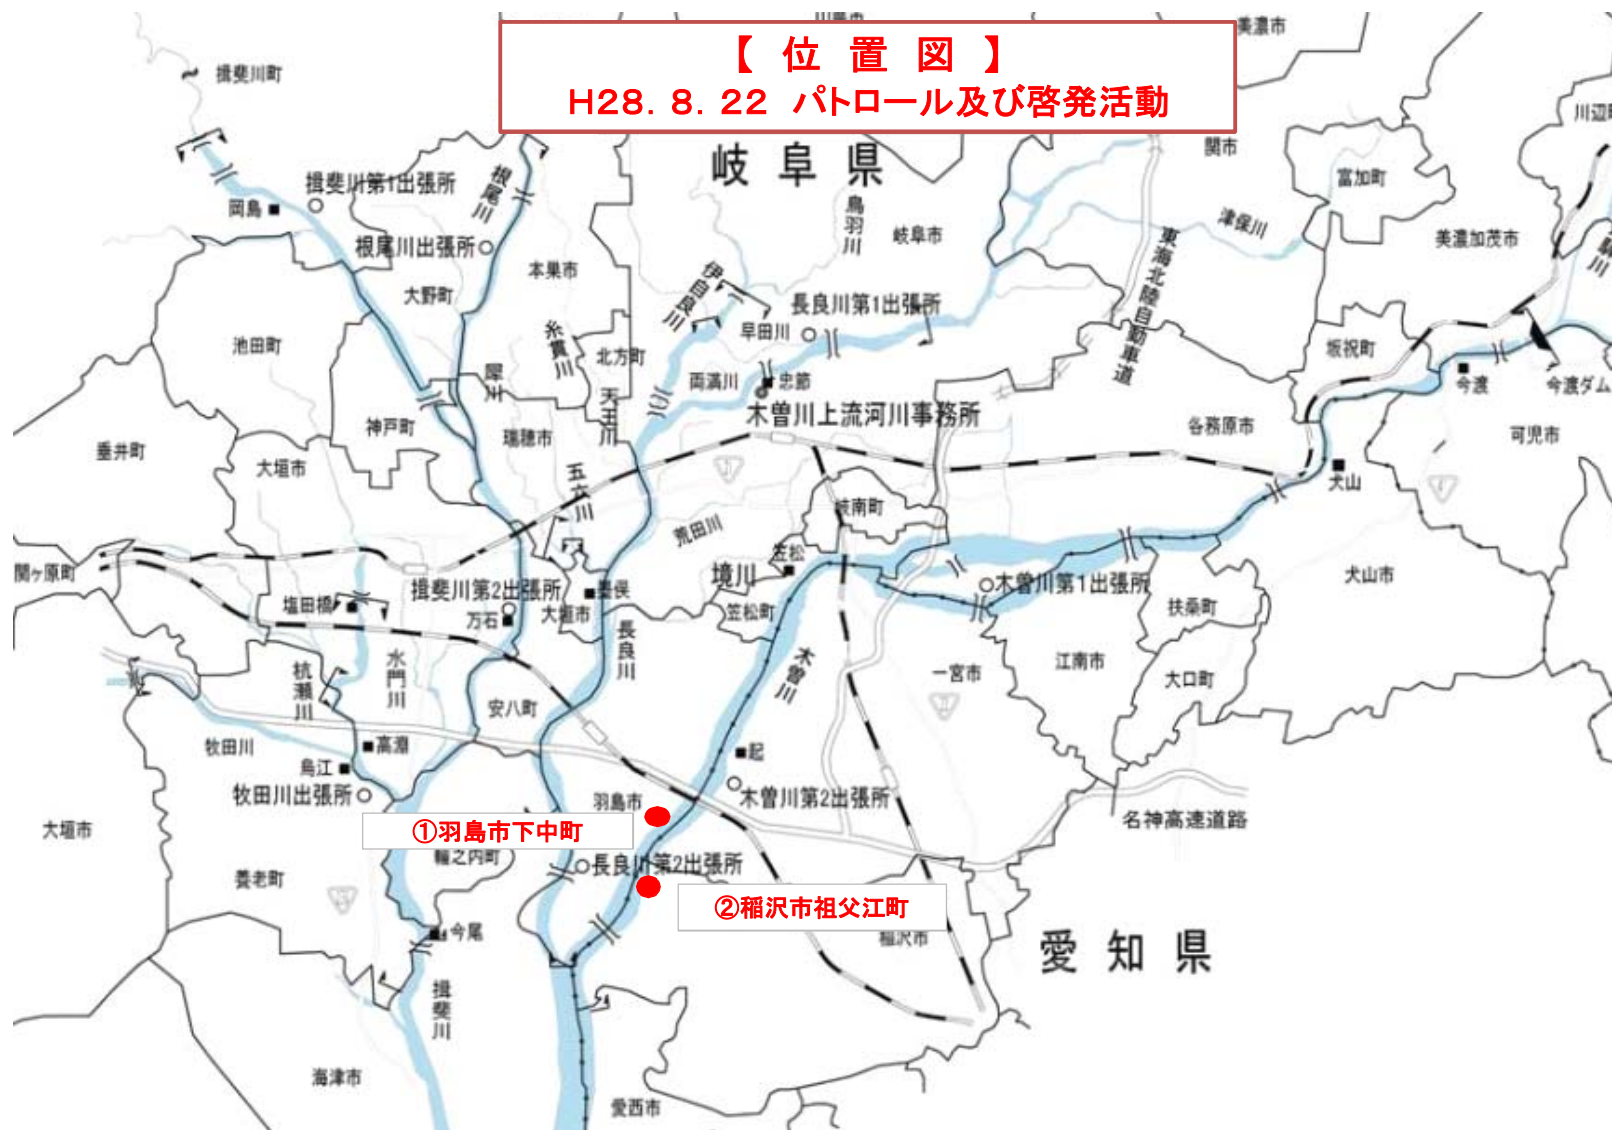 【 位 置 図 】
H28. 8. 22 パトロール及び啓発活動
美濃市
揖斐川町
川辺町
関市
岐 阜 県
富加町
揖斐川第1出張所
根尾川
岡島
鳥羽川
津保川
岐阜市
東海北陸自動車道
美濃加茂市
根尾川出張所
本巣市
大野町
伊自良川
長良川第1出張所
早田川
糸貫川
池田町
北方町
坂祝町
両満川
忠節
今渡
今渡ダム
犀川
天王川
木曽川上流河川事務所
神戸町
瑞穂市
各務原市
可児市
垂井町
大垣市
五六川
犬山
岐南町
荒田川
笠松
関ヶ原町
境川
揖斐川第2出張所
墨俣
木曽川第1出張所
犬山市
塩田橋
万石
大垣市
笠松町
扶桑町
長良川
杭瀬川
水門川
木曽川
一宮市
江南市
大口町
安八町
牧田川
高淵
起
烏江
牧田川出張所
羽島市
木曽川第2出張所
名神高速道路
大垣市
①羽島市下中町
輪之内町
長良川第2出張所
養老町
②稲沢市祖父江町
今尾
稲沢市
愛 知 県
揖斐川
海津市
愛西市